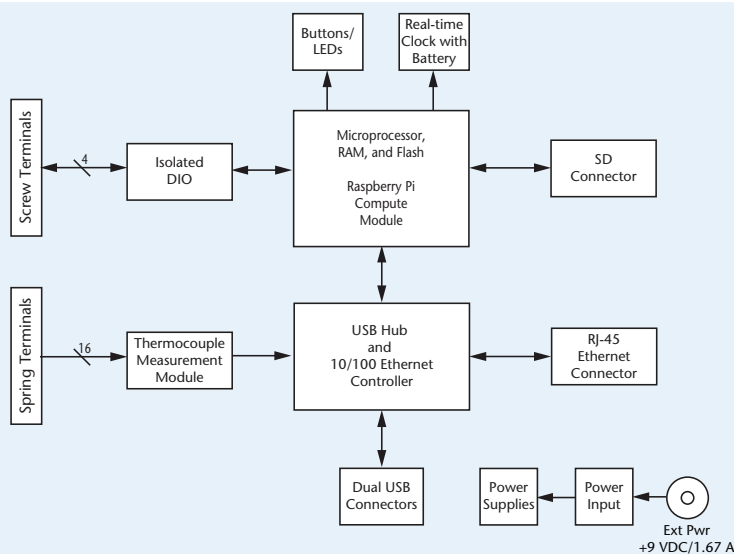 Buttons/
LEDs
Real-time
Clock with
Battery
Screw Terminals
4
Isolated
DIO
Microprocessor,
RAM, and Flash
Raspberry Pi
Compute
Module
SD
Connector
Spring Terminals
16
Thermocouple
Measurement
Module
USB Hub
and
10/100 Ethernet
Controller
RJ-45
Ethernet
Connector
Dual USB
Connectors
Power
Supplies
Power
Input
Ext Pwr
+9 VDC/1.67 A